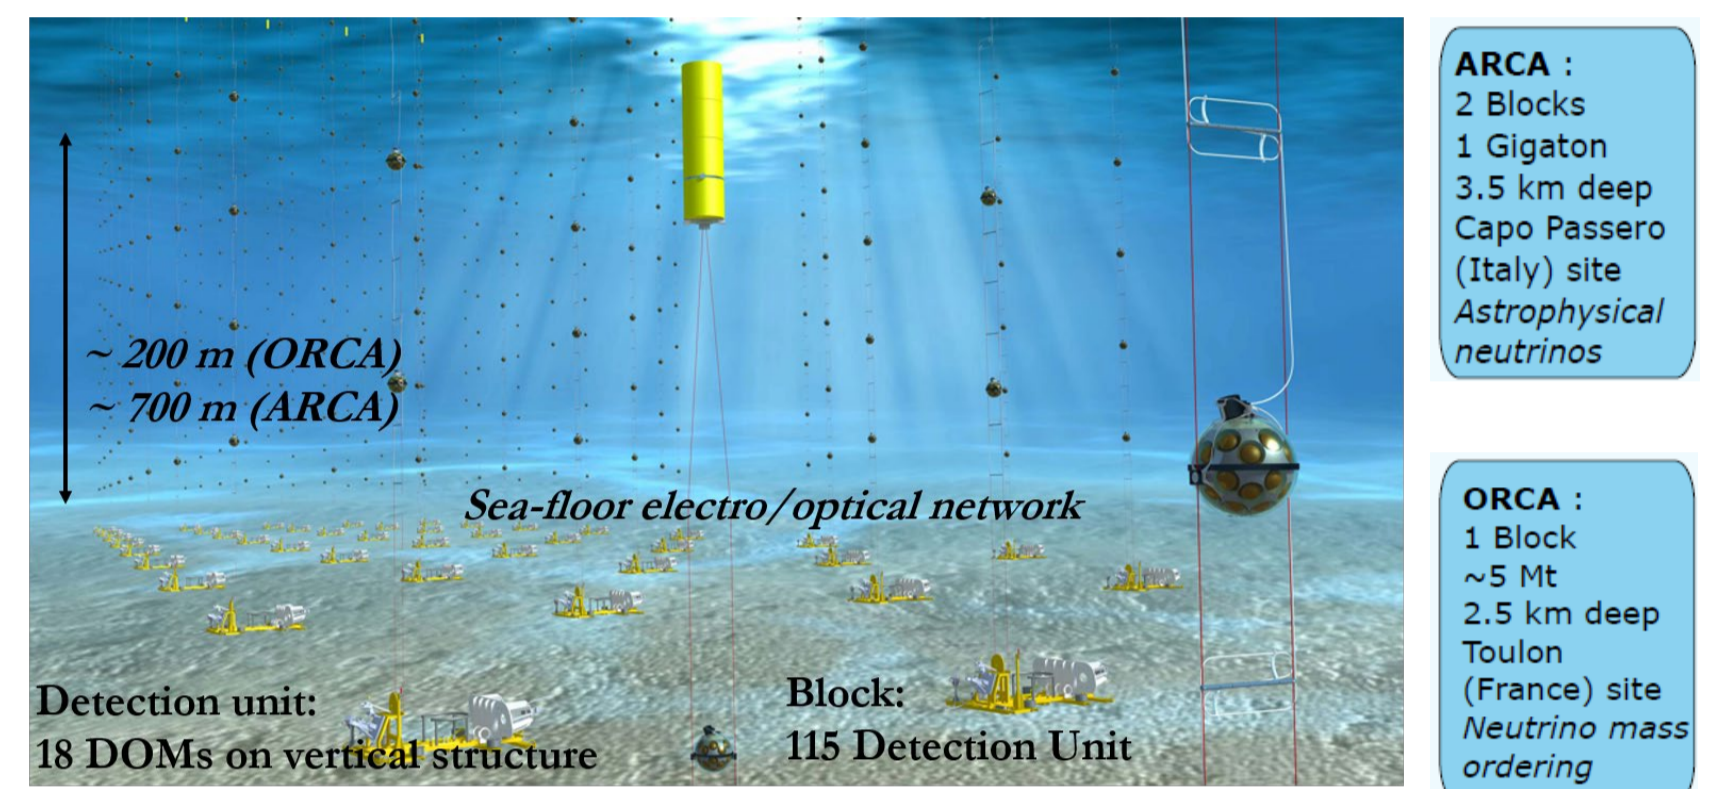 ~ 200 m (ORCA)
~ 700 m (ARCA)
Sea-floor electro/optical network
Detection unit:
18 DOMs on vertical structure
Block:
115 Detection Unit
ARCA :
2 Blocks
1 Gigaton
3.5 km deep
Capo Passero
(Italy) site
Astrophysical
neutrinos
ORCA :
1 Block
~5 Mt
2.5 km deep
Toulon
(France) site
Neutrino mass
ordering